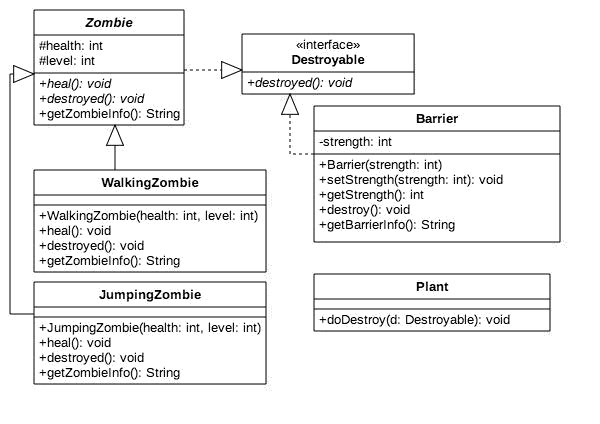 Zombie
#health: int
#level: int
+heal(): void
+destroyed(): void
+getZombieInfo(): String
«interface»
Destroyable
+destroyed(): void
Barrier
-strength: int
+Barrier(strength: int)
+setStrength(strength: int): void
+getStrength(): int
+destroy(): void
+getBarrierInfo(): String
WalkingZombie
+WalkingZombie(health: int, level: int)
+heal(): void
+destroyed(): void
+getZombieInfo(): String
JumpingZombie
+JumpingZombie(health: int, level: int)
+heal(): void
+destroyed(): void
+getZombieInfo(): String
Plant
+doDestroy(d: Destroyable): void